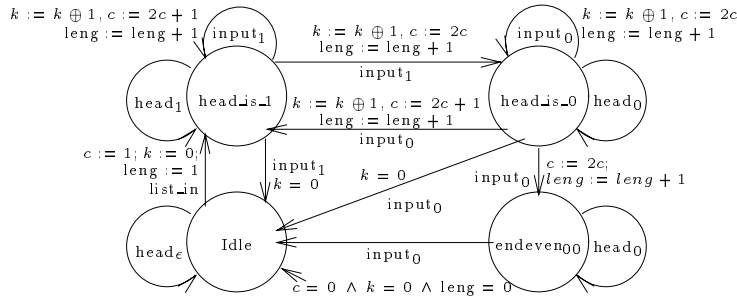 k := k ⊕ 1, c := 2c + 1
leng := leng + 1
input₁
k := k ⊕ 1, c := 2c
leng := leng + 1
input₁
input₀
k := k ⊕ 1, c := 2c
leng := leng + 1
head₁
head_is_1
k := k ⊕ 1, c := 2c + 1
leng := leng + 1
input₀
head_is_0
head₀
c := 1; k := 0;
leng := 1
list_in
input₁
k = 0
k = 0
input₀
input₀
c := 2c;
leng := leng + 1
headϵ
Idle
input₀
endeven₀₀
head₀
c = 0 ∧ k = 0 ∧ leng = 0